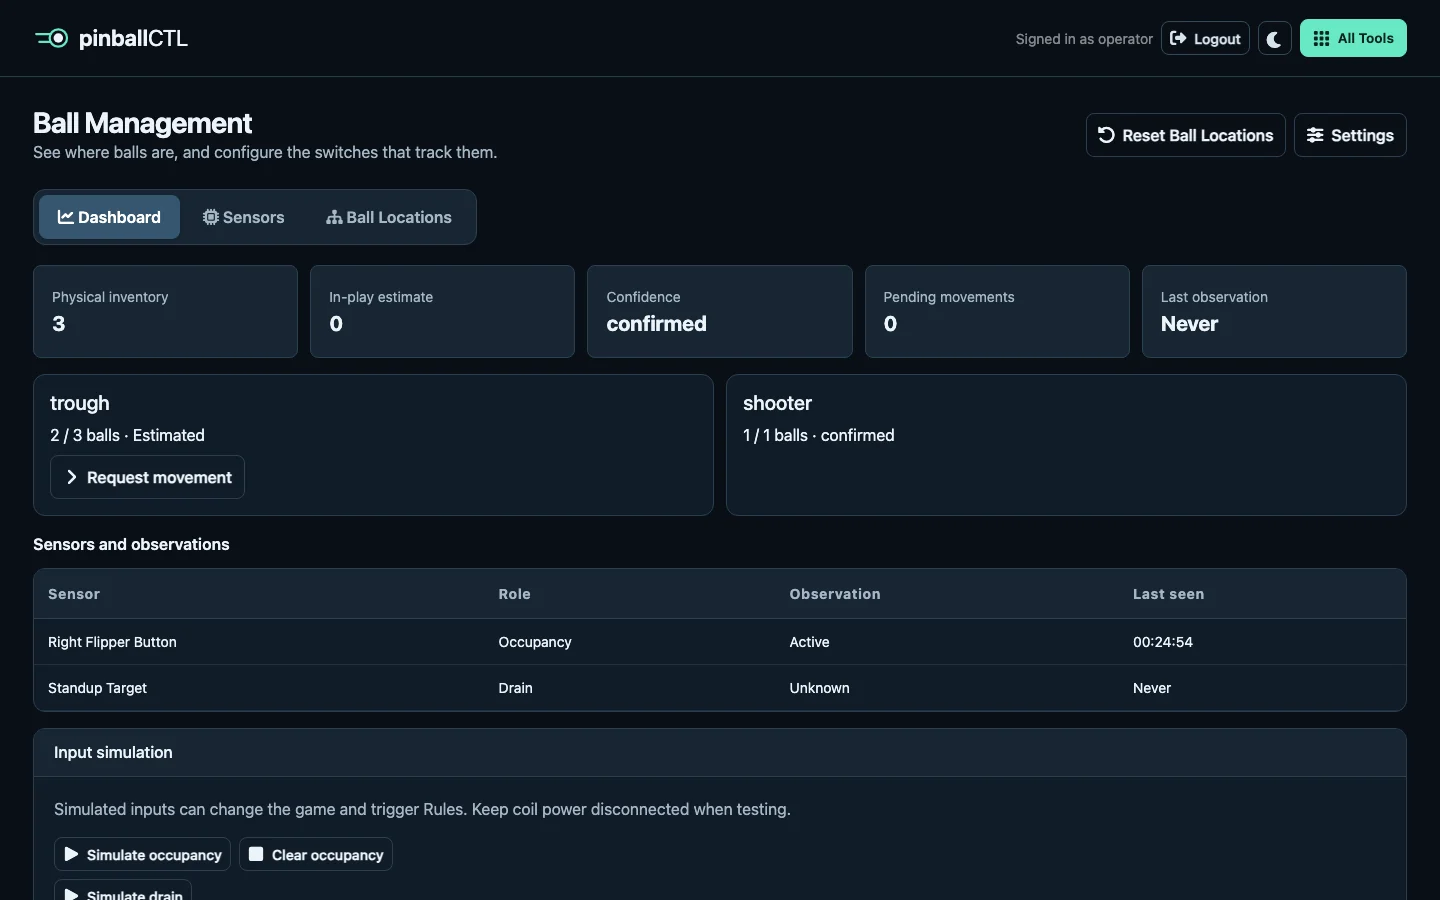 pinballCTL
Signed in as operator
Logout
All Tools
Ball Management
See where balls are, and configure the switches that track them.
Reset Ball Locations
Settings
Dashboard
Sensors
Ball Locations
Physical inventory
3
In-play estimate
0
Confidence
confirmed
Pending movements
0
Last observation
Never
trough
2 / 3 balls · Estimated
Request movement
shooter
1 / 1 balls · confirmed
Sensors and observations
Sensor Role Observation Last seen
Right Flipper Button Occupancy Active 00:24:54
Standup Target Drain Unknown Never
Input simulation
Simulated inputs can change the game and trigger Rules. Keep coil power disconnected when testing.
Simulate occupancy
Clear occupancy
Simulate drain